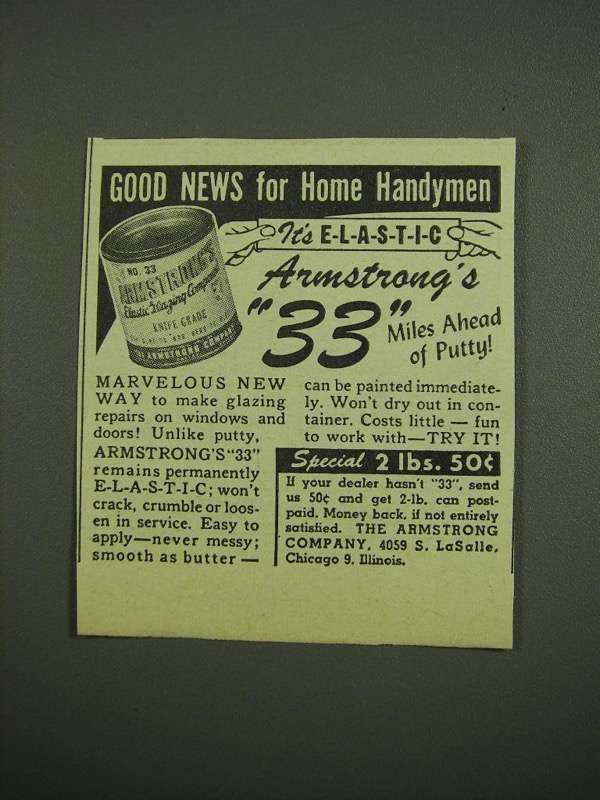 GOOD NEWS for Home Handymen
It's E-L-A-S-T-I-C
NO. 33
ARMSTRONG'S
Elastic Glazing Compound
KNIFE GRADE
THE ARMSTRONG COMPANY
Armstrong's
"33"
Miles Ahead
of Putty!
MARVELOUS NEW
WAY to make glazing
repairs on windows and
doors! Unlike putty,
ARMSTRONG'S "33"
remains permanently
E-L-A-S-T-I-C; won't
crack, crumble or loos-
en in service. Easy to
apply—never messy;
smooth as butter —
can be painted immediate-
ly. Won't dry out in con-
tainer. Costs little — fun
to work with—TRY IT!
Special 2 lbs. 50¢
If your dealer hasn't "33", send
us 50¢ and get 2-lb. can post-
paid. Money back, if not entirely
satisfied. THE ARMSTRONG
COMPANY, 4059 S. LaSalle,
Chicago 9, Illinois.